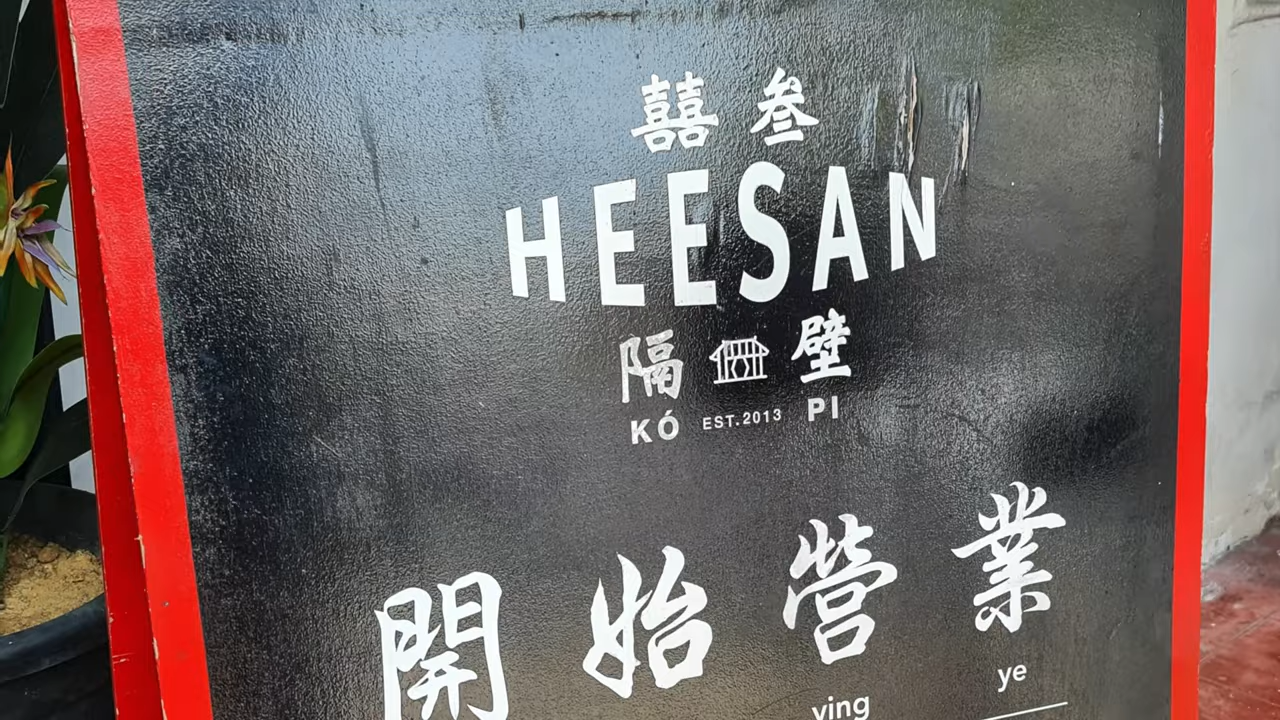 囍叁
HEESAN
隔壁
KÓ EST.2013 PI
開始營業
ying ye